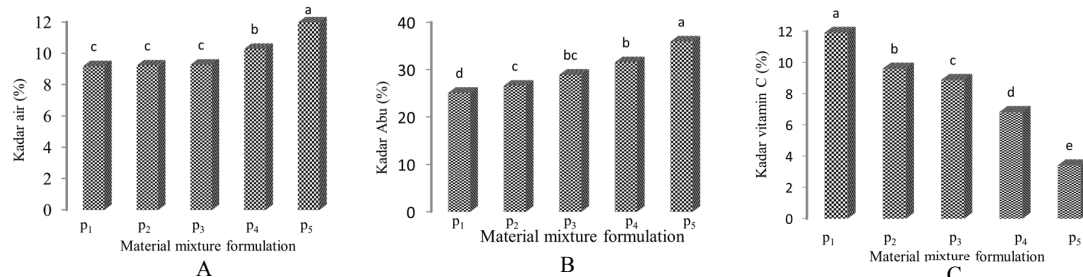 Kadar air (%)
12
10
8
6
4
2
0
c
c
c
b
a
p₁
p₂
p₃
p₄
p₅
Material mixture formulation
A
Kadar Abu (%)
40
30
20
10
0
d
c
bc
b
a
p₁
p₂
p₃
p₄
p₅
Material mixture formulation
B
Kadar vitamin C (%)
12
10
8
6
4
2
0
a
b
c
d
e
p₁
p₂
p₃
p₄
p₅
Material mixture formulation
C